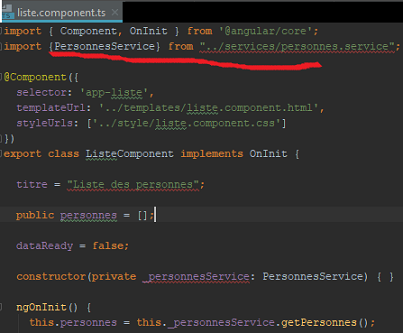 liste.component.ts
import { Component, OnInit } from '@angular/core';
import {PersonnesService} from "../services/personnes.service";
@Component({
selector: 'app-liste',
templateUrl: '../templates/liste.component.html',
styleUrls: ['../style/liste.component.css']
})
export class ListeComponent implements OnInit {
titre = "Liste des personnes";
public personnes = [];
dataReady = false;
constructor(private _personnesService: PersonnesService) { }
ngOnInit() {
this.personnes = this._personnesService.getPersonnes();